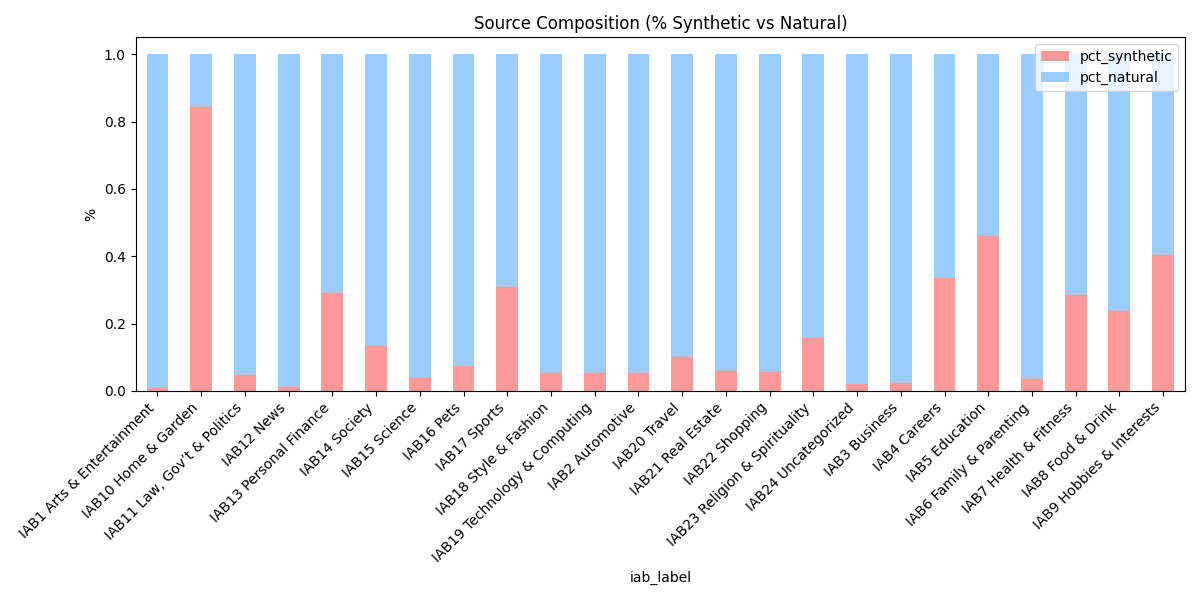 Source Composition (% Synthetic vs Natural)
pct_synthetic
pct_natural
%
1.0
0.8
0.6
0.4
0.2
0.0
IAB1 Arts & Entertainment
IAB10 Home & Garden
IAB11 Law, Gov't & Politics
IAB12 News
IAB13 Personal Finance
IAB14 Society
IAB15 Science
IAB16 Pets
IAB17 Sports
IAB18 Style & Fashion
IAB19 Technology & Computing
IAB2 Automotive
IAB20 Travel
IAB21 Real Estate
IAB22 Shopping
IAB23 Religion & Spirituality
IAB24 Uncategorized
IAB3 Business
IAB4 Careers
IAB5 Education
IAB6 Family & Parenting
IAB7 Health & Fitness
IAB8 Food & Drink
IAB9 Hobbies & Interests
iab_label